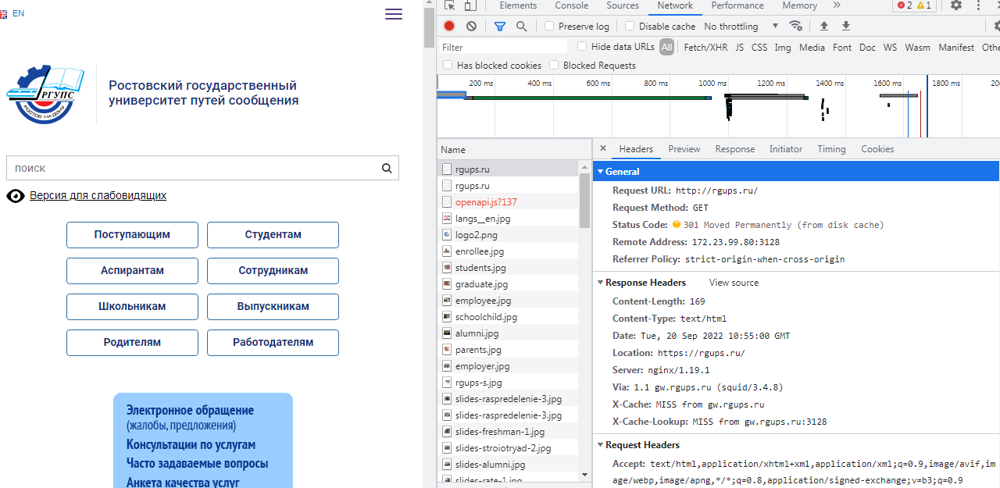 EN
РГУПС
РОСТОВ-НА-ДОНУ
Ростовский государственный
университет путей сообщения
поиск
Версия для слабовидящих
Поступающим
Студентам
Аспирантам
Сотрудникам
Школьникам
Выпускникам
Родителям
Работодателям
Электронное обращение
(жалобы, предложения)
Консультации по услугам
Часто задаваемые вопросы
Анкета качества услуг
Elements Console Sources Network Performance Memory » 2 1
Preserve log Disable cache No throttling
Filter Hide data URLs All Fetch/XHR JS CSS Img Media Font Doc WS Wasm Manifest Othe
Has blocked cookies Blocked Requests
200 ms 400 ms 600 ms 800 ms 1000 ms 1200 ms 1400 ms 1600 ms 1800 ms 20
Name
rgups.ru
rgups.ru
openapi.js?137
langs__en.jpg
logo2.png
enrollee.jpg
students.jpg
graduate.jpg
employee.jpg
schoolchild.jpg
alumni.jpg
parents.jpg
employer.jpg
rgups-s.jpg
slides-raspredelenie-3.jpg
slides-raspredelenie-3.jpg
slides-freshman-1.jpg
slides-stroiotryad-2.jpg
slides-alumni.jpg
slides-rate-1.jpg
× Headers Preview Response Initiator Timing Cookies
General
Request URL: http://rgups.ru/
Request Method: GET
Status Code: 301 Moved Permanently (from disk cache)
Remote Address: 172.23.99.80:3128
Referrer Policy: strict-origin-when-cross-origin
Response Headers View source
Content-Length: 169
Content-Type: text/html
Date: Tue, 20 Sep 2022 10:55:00 GMT
Location: https://rgups.ru/
Server: nginx/1.19.1
Via: 1.1 gw.rgups.ru (squid/3.4.8)
X-Cache: MISS from gw.rgups.ru
X-Cache-Lookup: MISS from gw.rgups.ru:3128
Request Headers
Accept: text/html,application/xhtml+xml,application/xml;q=0.9,image/avif,im
age/webp,image/apng,*/*;q=0.8,application/signed-exchange;v=b3;q=0.9